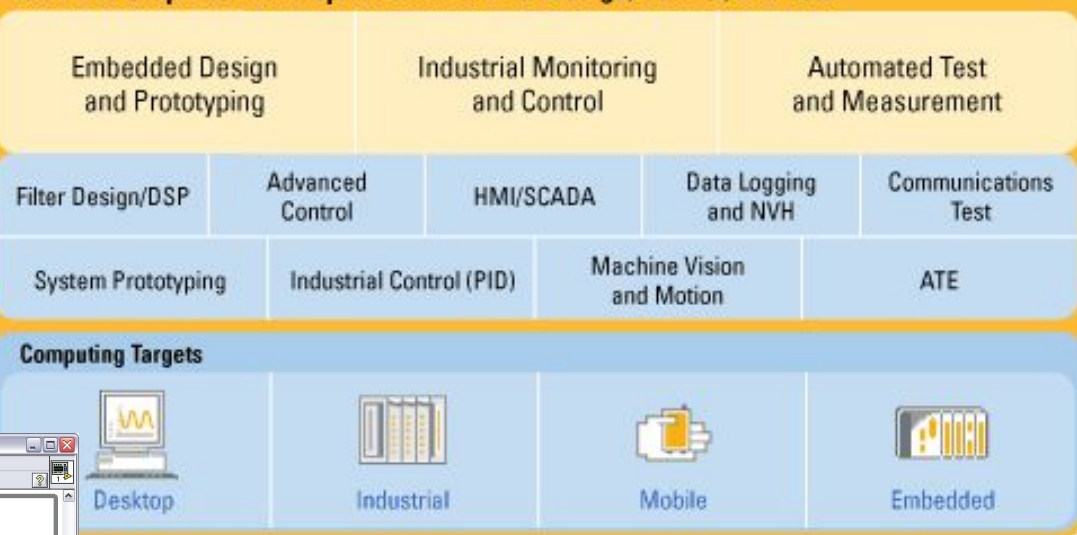 Embedded Design
and Prototyping
Industrial Monitoring
and Control
Automated Test
and Measurement
Filter Design/DSP
Advanced
Control
HMI/SCADA
Data Logging
and NVH
Communications
Test
System Prototyping
Industrial Control (PID)
Machine Vision
and Motion
ATE
Computing Targets
Desktop
Industrial
Mobile
Embedded